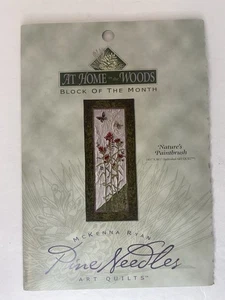 AT HOME IN THE WOODS
BLOCK OF THE MONTH
"Nature's
Paintbrush"
MCKENNA RYAN
Pine Needles
ART QUILTS